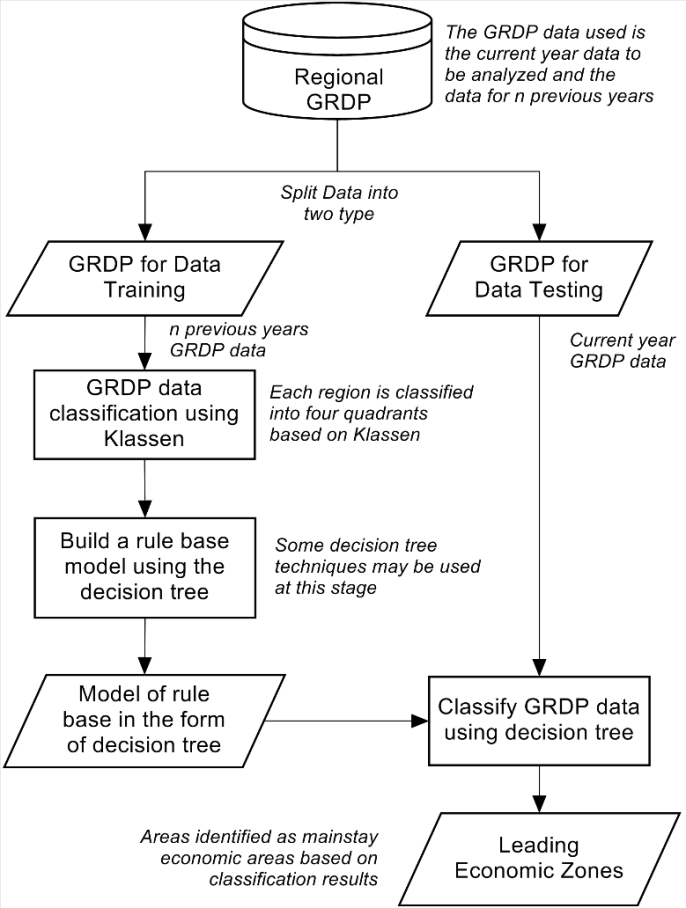 Regional
GRDP
The GRDP data used is
the current year data to
be analyzed and the
data for n previous years
Split Data into
two type
GRDP for Data
Training
GRDP for
Data Testing
n previous years
GRDP data
Current year
GRDP data
GRDP data
classification using
Klassen
Each region is classified
into four quadrants
based on Klassen
Build a rule base
model using the
decision tree
Some decision tree
techniques may be used
at this stage
Model of rule
base in the form
of decision tree
Classify GRDP data
using decision tree
Areas identified as mainstay
economic areas based on
classification results
Leading
Economic Zones